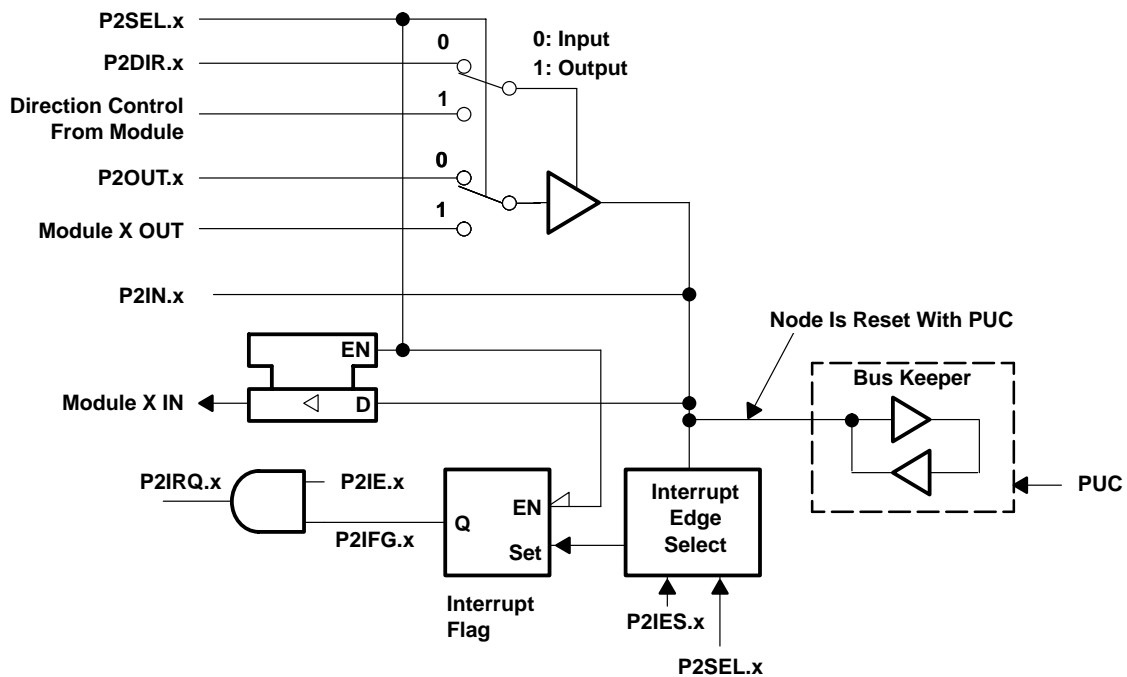 P2SEL.x
P2DIR.x
Direction Control
From Module
P2OUT.x
Module X OUT
P2IN.x
0
1
0
1
0: Input
1: Output
Node Is Reset With PUC
Bus Keeper
PUC
EN
D
Module X IN
P2IRQ.x
P2IE.x
P2IFG.x
Q
EN
Set
Interrupt
Flag
Interrupt
Edge
Select
P2IES.x
P2SEL.x